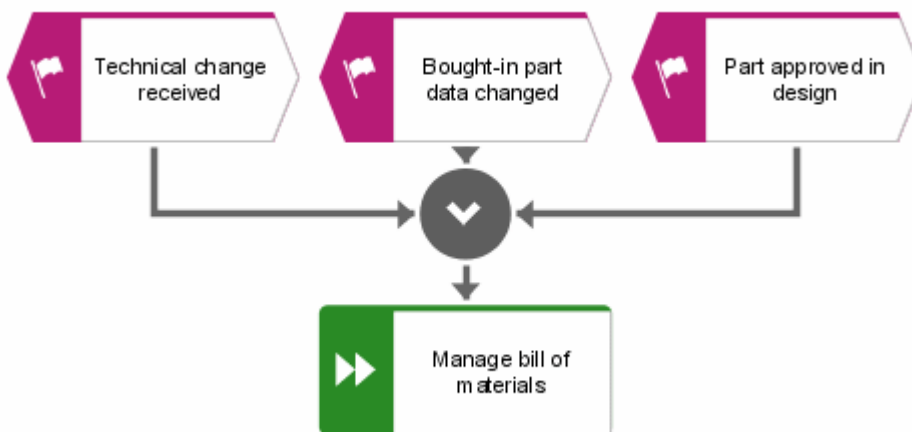 Technical change
received
Bought-in part
data changed
Part approved in
design
Manage bill of
materials